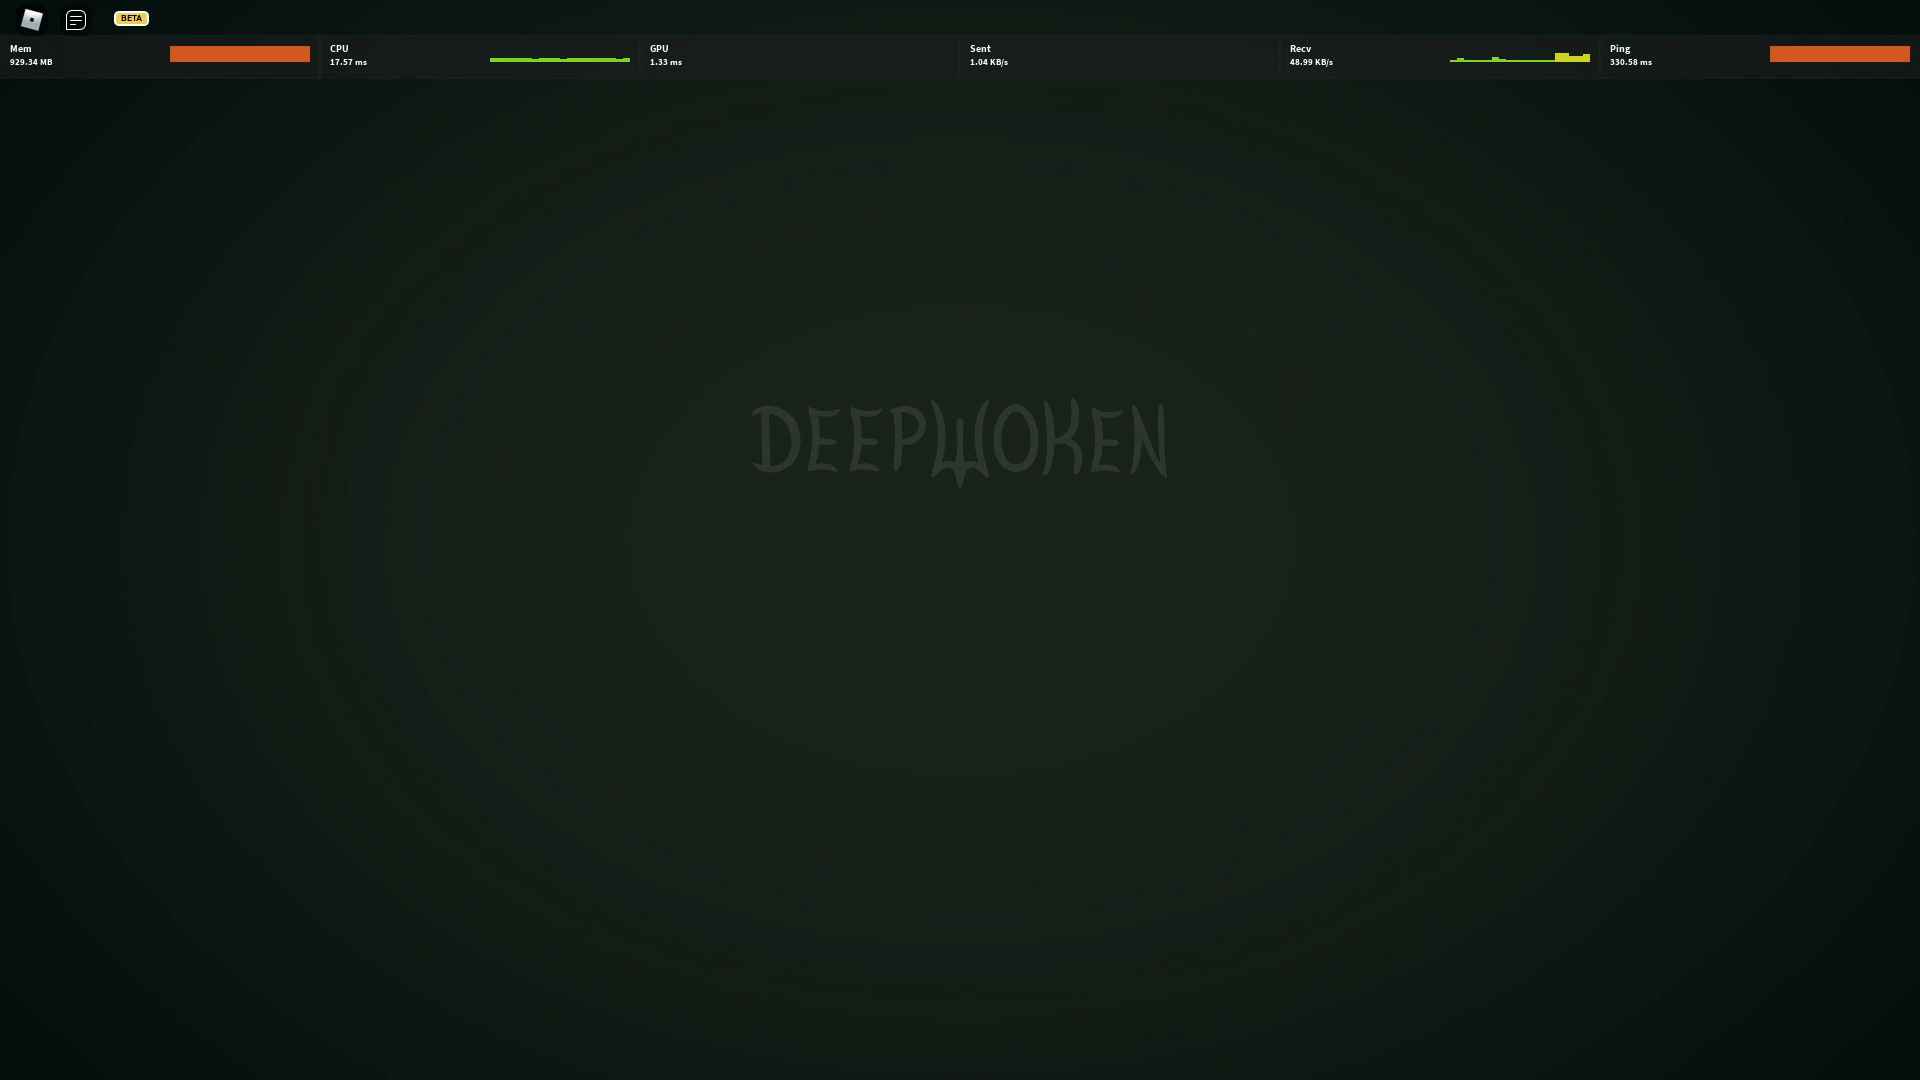 BETA
Mem
929.34 MB
CPU
17.57 ms
GPU
1.33 ms
Sent
1.04 KB/s
Recv
48.99 KB/s
Ping
330.58 ms
DEEPWOKEN